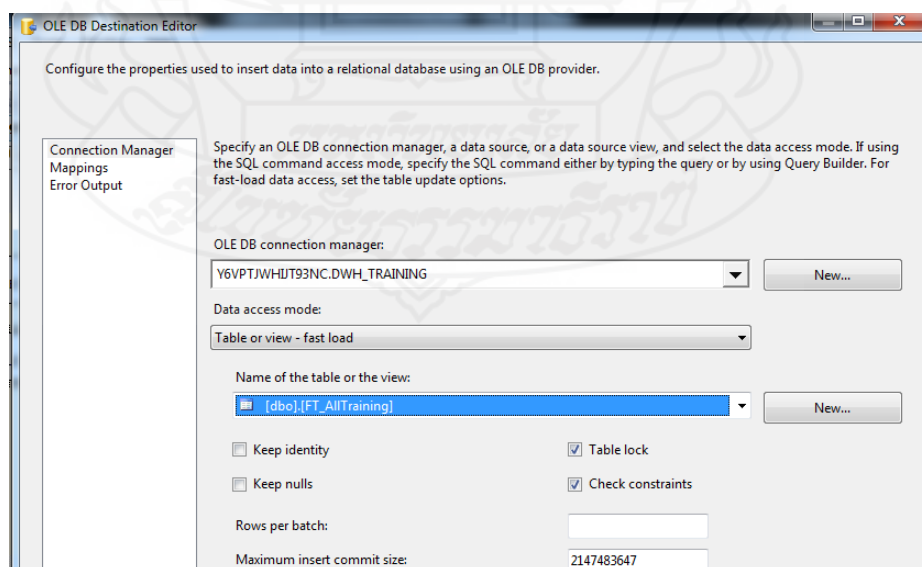 OLE DB Destination Editor
Configure the properties used to insert data into a relational database using an OLE DB provider.
Connection Manager
Mappings
Error Output
Specify an OLE DB connection manager, a data source, or a data source view, and select the data access mode. If using
the SQL command access mode, specify the SQL command either by typing the query or by using Query Builder. For
fast-load data access, set the table update options.
OLE DB connection manager:
Y6VPTJWHIJT93NC.DWH_TRAINING
New...
Data access mode:
Table or view - fast load
Name of the table or the view:
[dbo].[FT_AllTraining]
New...
Keep identity
Table lock
Keep nulls
Check constraints
Rows per batch:
Maximum insert commit size:
2147483647